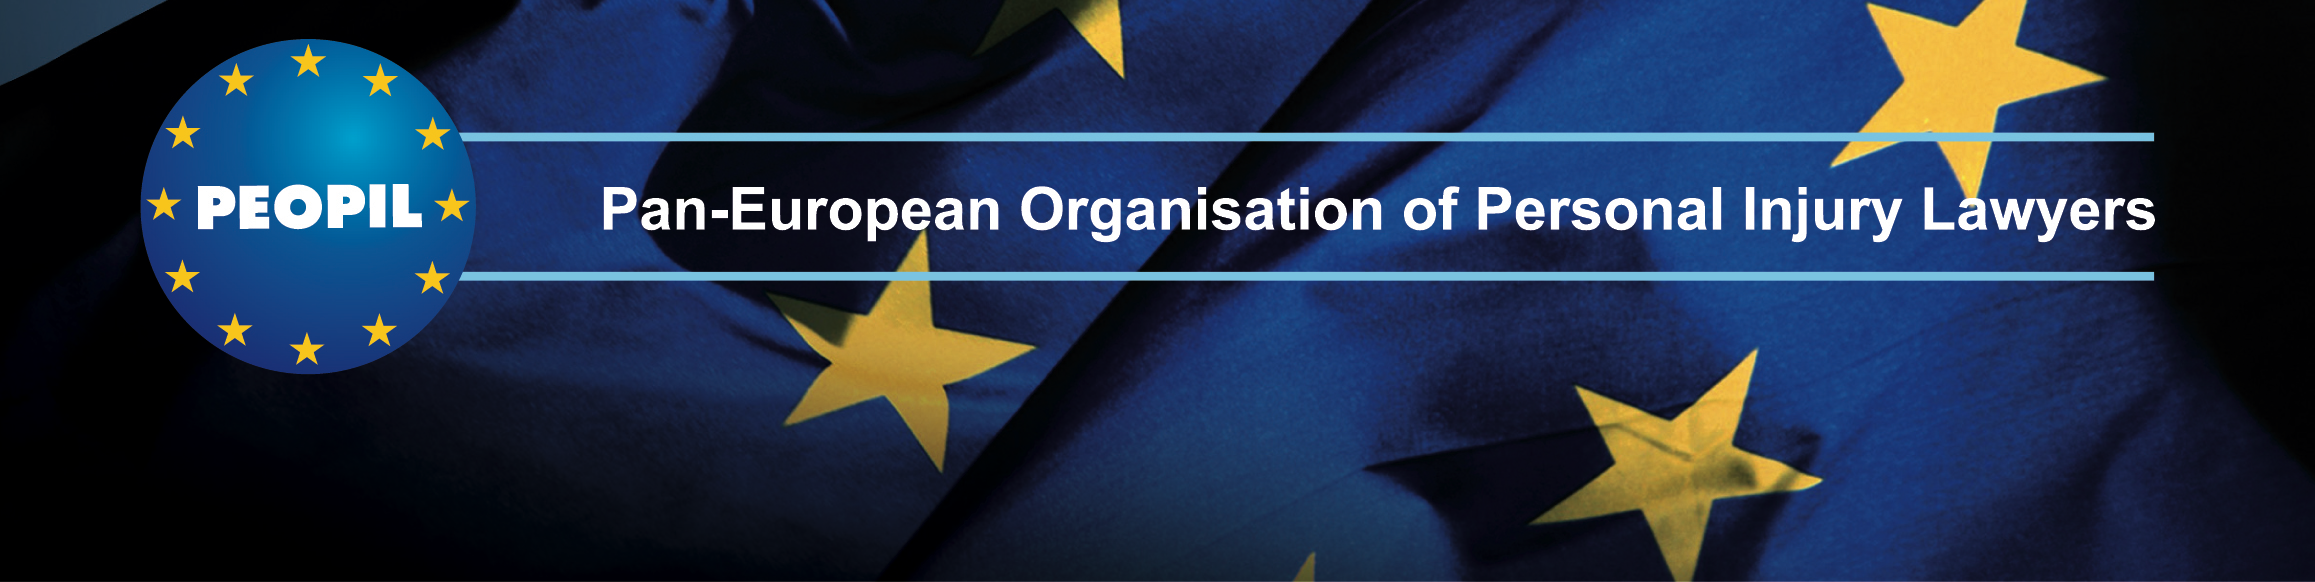 PEOPIL
Pan-European Organisation of Personal Injury Lawyers